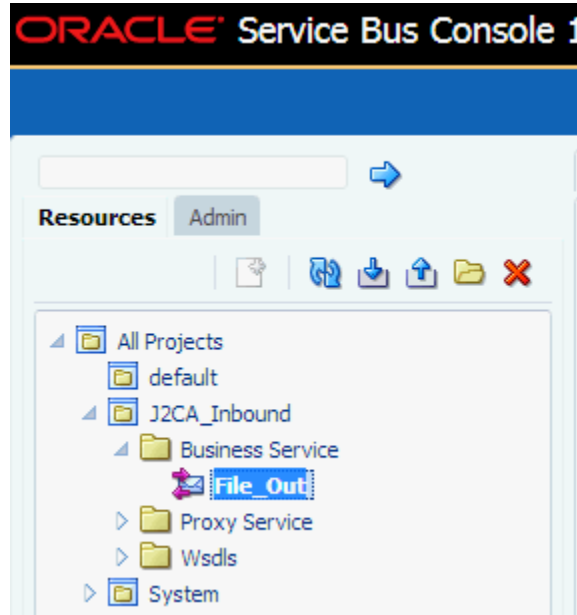 ORACLE Service Bus Console 1
Resources Admin
All Projects
default
J2CA_Inbound
Business Service
File_Out
Proxy Service
Wsdls
System